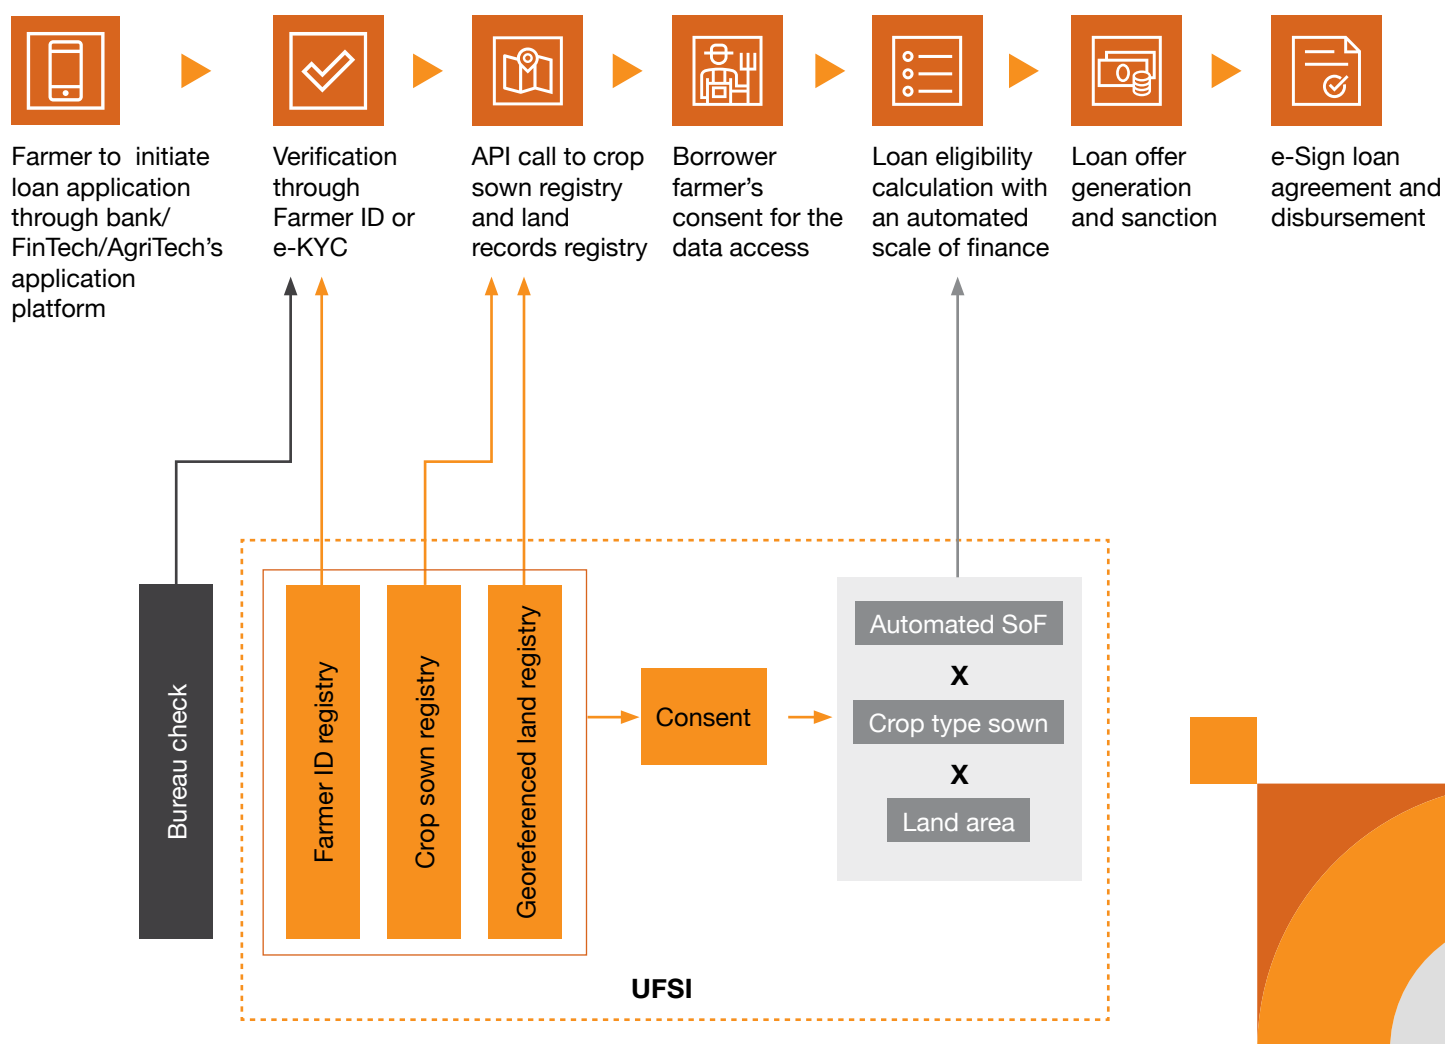 Farmer to initiate
loan application
through bank/
FinTech/AgriTech's
application
platform
Verification
through
Farmer ID or
e-KYC
API call to crop
sown registry
and land
records registry
Borrower
farmer's
consent for the
data access
Loan eligibility
calculation with
an automated
scale of finance
Loan offer
generation
and sanction
e-Sign loan
agreement and
disbursement
Bureau check
Farmer ID registry
Crop sown registry
Georeferenced land registry
Consent
Automated SoF
X
Crop type sown
X
Land area
UFSI